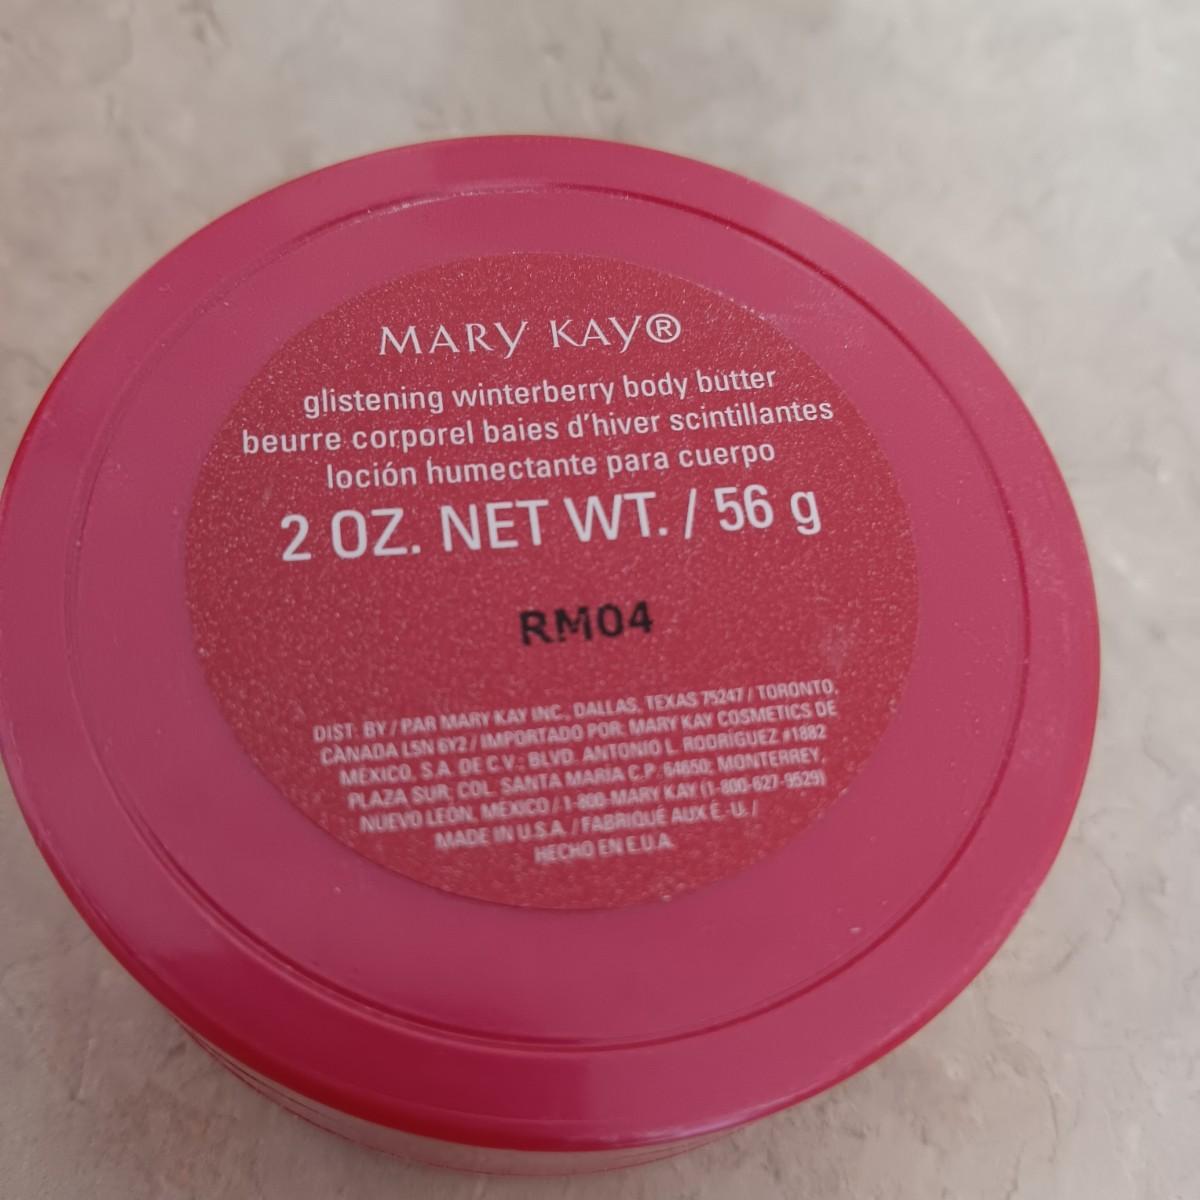 MARY KAY®
glistening winterberry body butter
beurre corporel baies d'hiver scintillantes
loción humectante para cuerpo
2 OZ. NET WT. / 56 g
RM04
DIST. BY / PAR MARY KAY INC., DALLAS, TEXAS 75247 / TORONTO,
CANADA L5N 6Y2 / IMPORTADO POR: MARY KAY COSMETICS DE
MÉXICO, S.A. DE C.V.; BLVD. ANTONIO L. RODRÍGUEZ #1882
PLAZA SUR, COL. SANTA MARÍA C.P. 64650; MONTERREY,
NUEVO LEÓN, MÉXICO / 1-800-MARY KAY (1-800-627-9529)
MADE IN U.S.A. / FABRIQUÉ AUX É.-U. /
HECHO EN E.U.A.